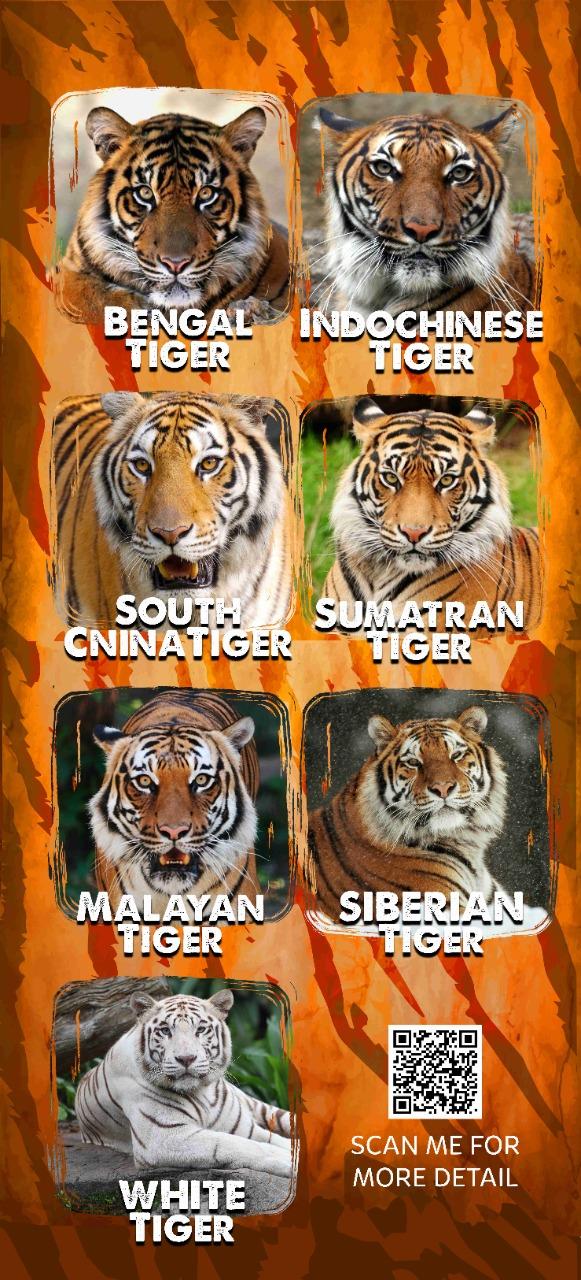 BENGAL
TIGER
INDOCHINESE
TIGER
SOUTH
CNINATIGER
SUMATRAN
TIGER
MALAYAN
TIGER
SIBERIAN
TIGER
WHITE
TIGER
SCAN ME FOR
MORE DETAIL